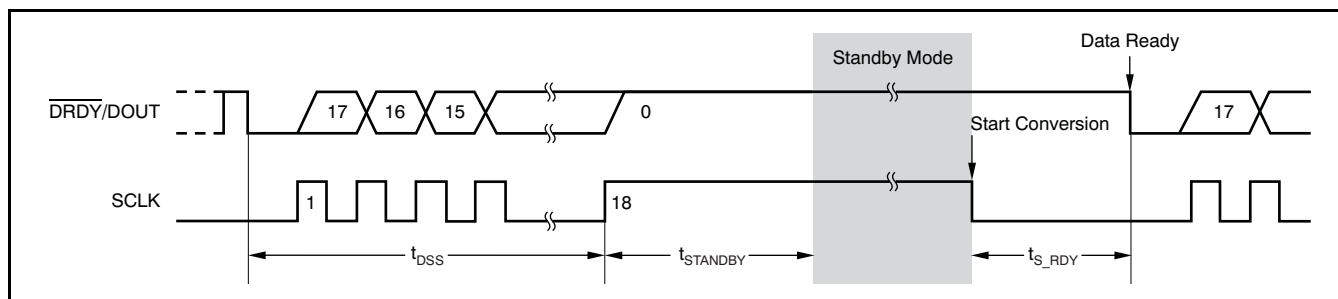 Data Ready
Standby Mode
DRDY/DOUT
17 16 15 0 17
Start Conversion
SCLK
1 18
tDSS tSTANDBY tS_RDY